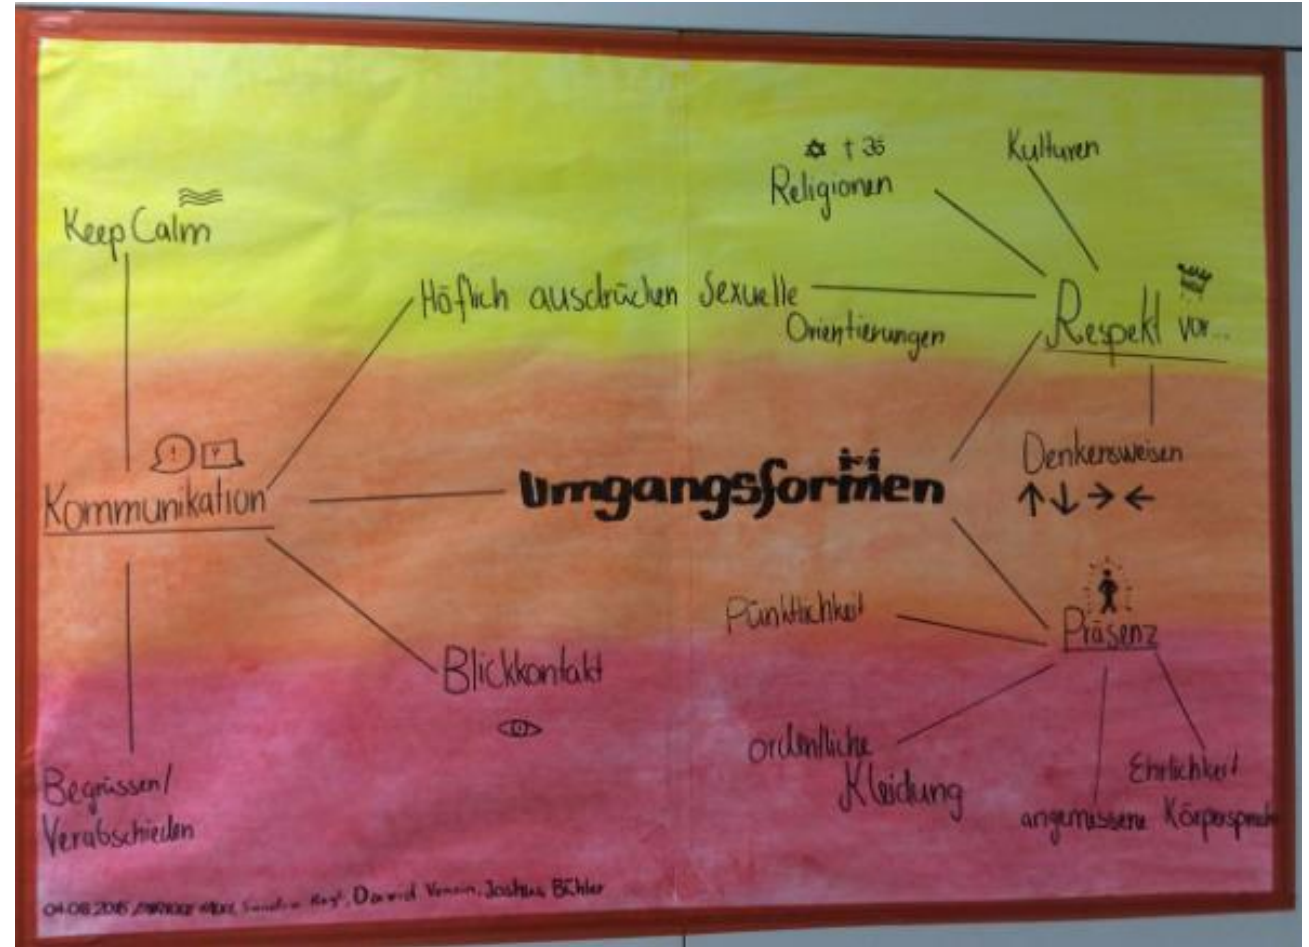 Keep Calm
Höflich ausdrücken
Kommunikation
Blickkontakt
Begrüssen/
Verabschieden
Umgangsformen
Religionen
Kulturen
Sexuelle
Orientierungen
Respekt vor...
Denkensweisen
Präsenz
Pünktlichkeit
ordentliche
Kleidung
angemessene Körpersprache
Ehrlichkeit
04.08.2015 David Joshua Bühler